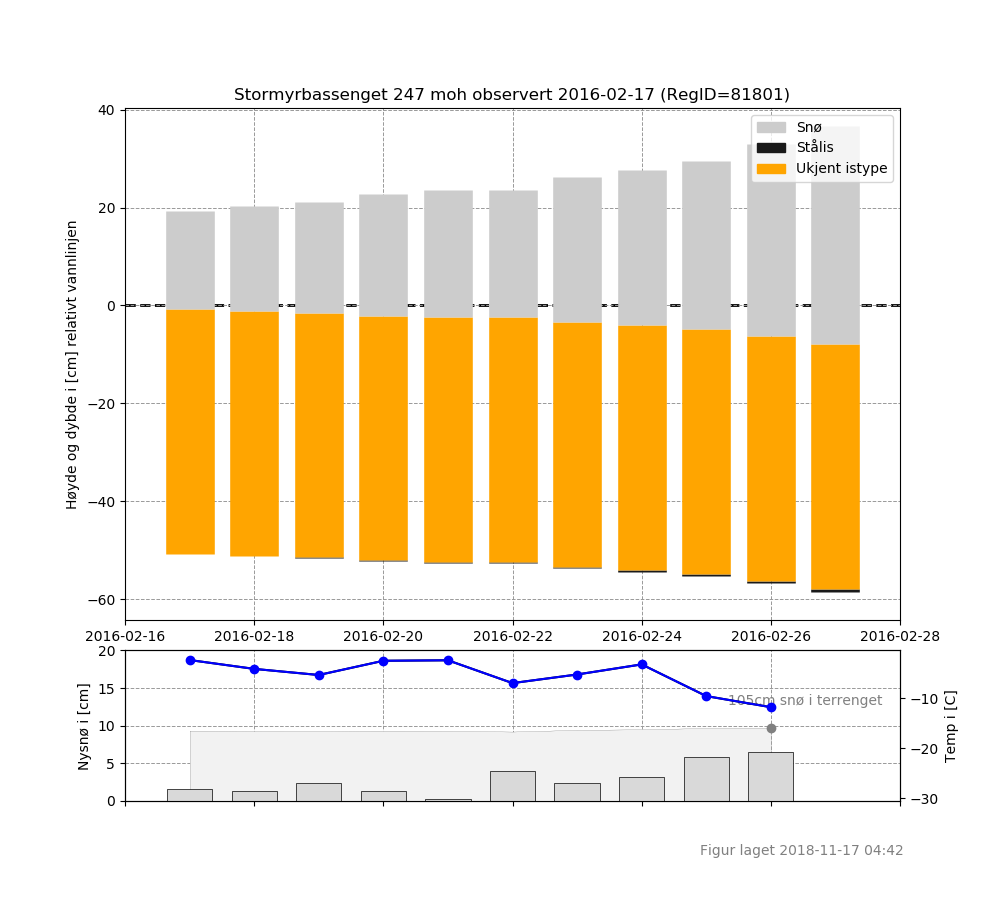 Stormyrbassenget 247 moh observert 2016-02-17 (RegID=81801)
40
20
0
−20
−40
−60
Høyde og dybde i [cm] relativt vannlinjen
Snø
Stålis
Ukjent istype
2016-02-16 2016-02-18 2016-02-20 2016-02-22 2016-02-24 2016-02-26 2016-02-28
20
15
10
5
0
Nysnø i [cm]
105cm snø i terrenget
−10
−20
−30
Temp i [C]
Figur laget 2018-11-17 04:42